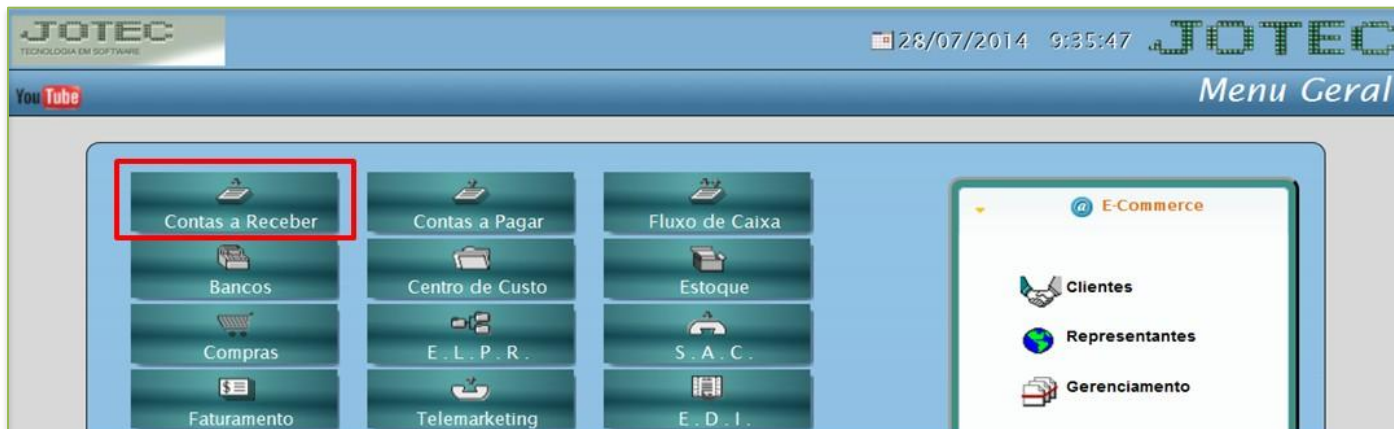 JOTEC
TECNOLOGIA EM SOFTWARE
28/07/2014 9:35:47
JOTEC
You Tube
Menu Geral
Contas a Receber
Contas a Pagar
Fluxo de Caixa
@ E-Commerce
Bancos
Centro de Custo
Estoque
Clientes
Compras
E.L.P.R.
S.A.C.
Representantes
Faturamento
Telemarketing
E.D.I.
Gerenciamento